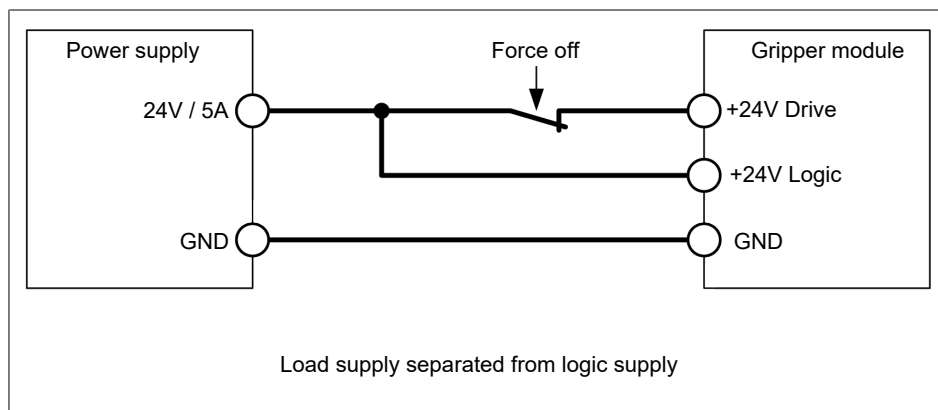 Power supply
Force off
Gripper module
24V / 5A
+24V Drive
+24V Logic
GND
GND
Load supply separated from logic supply